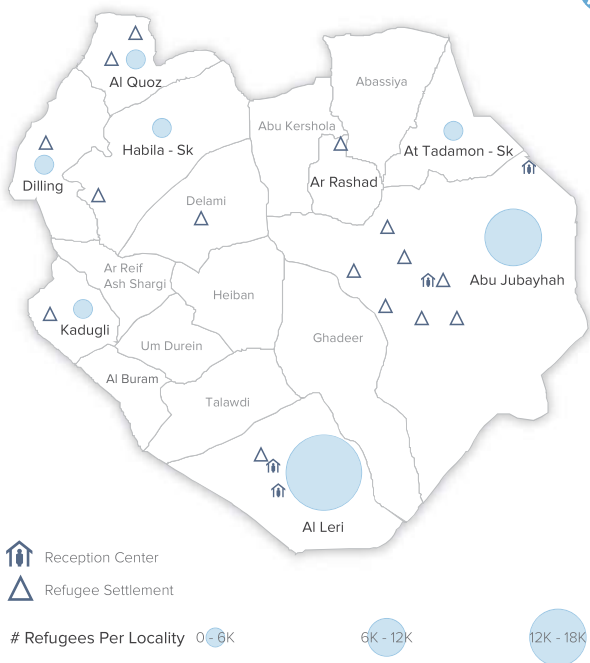 Al Quoz
Abassiya
Abu Kershola
Habila - Sk
At Tadamon - Sk
Dilling
Ar Rashad
Delami
Ar Reif
Ash Shargi
Heiban
Abu Jubayhah
Kadugli
Um Durein
Ghadeer
Al Buram
Talawdi
Al Leri
Reception Center
Refugee Settlement
# Refugees Per Locality 0 - 6K 6K - 12K 12K - 18K